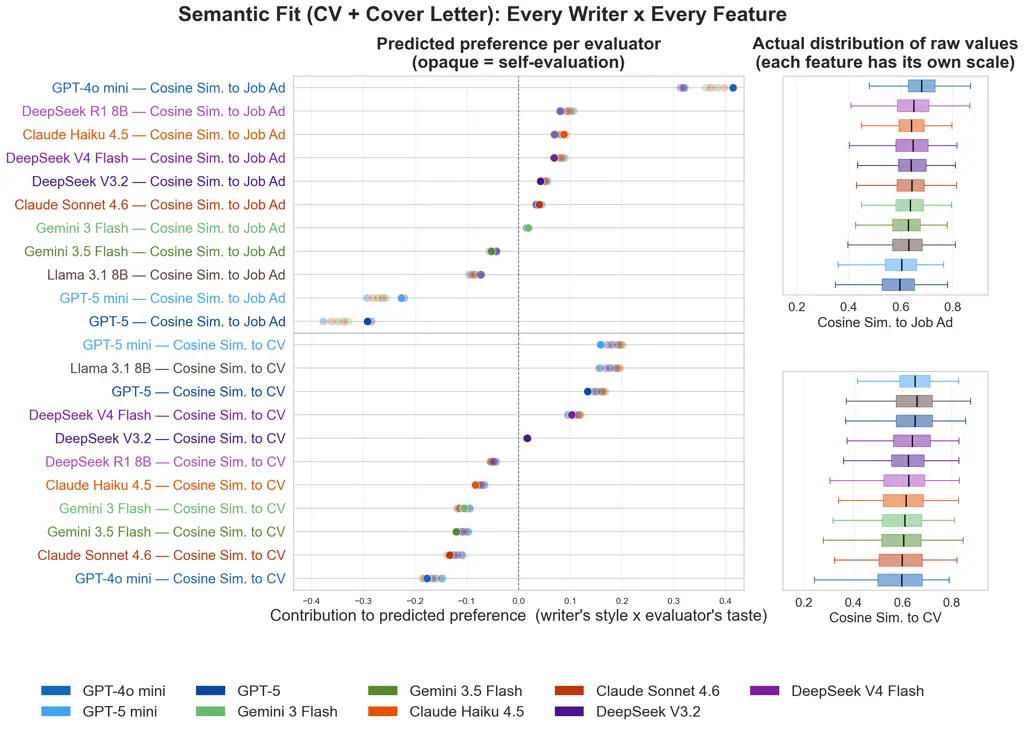 Semantic Fit (CV + Cover Letter): Every Writer x Every Feature
Predicted preference per evaluator
(opaque = self-evaluation)
Actual distribution of raw values
(each feature has its own scale)
GPT-4o mini — Cosine Sim. to Job Ad
DeepSeek R1 8B — Cosine Sim. to Job Ad
Claude Haiku 4.5 — Cosine Sim. to Job Ad
DeepSeek V4 Flash — Cosine Sim. to Job Ad
DeepSeek V3.2 — Cosine Sim. to Job Ad
Claude Sonnet 4.6 — Cosine Sim. to Job Ad
Gemini 3 Flash — Cosine Sim. to Job Ad
Gemini 3.5 Flash — Cosine Sim. to Job Ad
Llama 3.1 8B — Cosine Sim. to Job Ad
GPT-5 mini — Cosine Sim. to Job Ad
GPT-5 — Cosine Sim. to Job Ad
GPT-5 mini — Cosine Sim. to CV
Llama 3.1 8B — Cosine Sim. to CV
GPT-5 — Cosine Sim. to CV
DeepSeek V4 Flash — Cosine Sim. to CV
DeepSeek V3.2 — Cosine Sim. to CV
DeepSeek R1 8B — Cosine Sim. to CV
Claude Haiku 4.5 — Cosine Sim. to CV
Gemini 3 Flash — Cosine Sim. to CV
Gemini 3.5 Flash — Cosine Sim. to CV
Claude Sonnet 4.6 — Cosine Sim. to CV
GPT-4o mini — Cosine Sim. to CV
−0.4 −0.3 −0.2 −0.1 0.0 0.1 0.2 0.3 0.4
Contribution to predicted preference (writer's style x evaluator's taste)
0.2 0.4 0.6 0.8
Cosine Sim. to Job Ad
0.2 0.4 0.6 0.8
Cosine Sim. to CV
GPT-4o mini GPT-5 Gemini 3.5 Flash Claude Sonnet 4.6 DeepSeek V4 Flash
GPT-5 mini Gemini 3 Flash Claude Haiku 4.5 DeepSeek V3.2